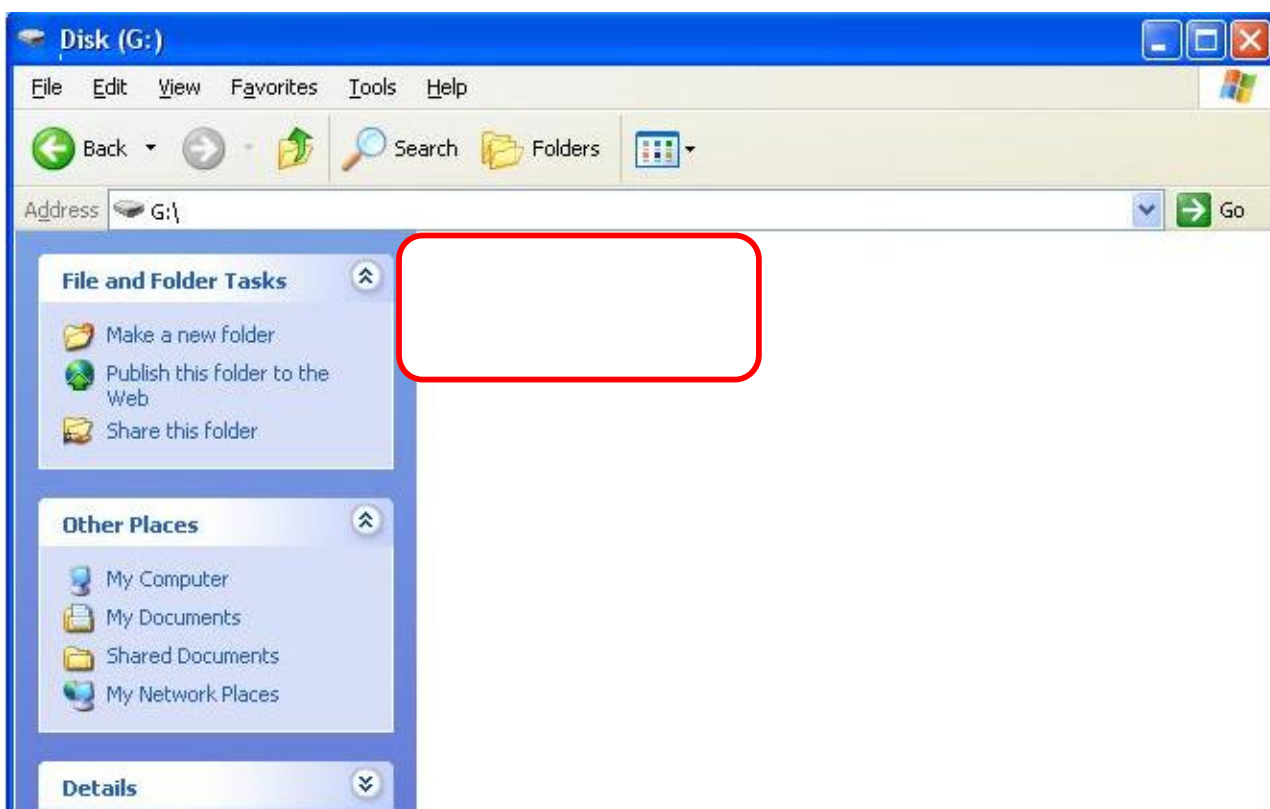 Disk (G:)
File Edit View Favorites Tools Help
Back Search Folders
Address G:\ Go
File and Folder Tasks
Make a new folder
Publish this folder to the
Web
Share this folder
Other Places
My Computer
My Documents
Shared Documents
My Network Places
Details